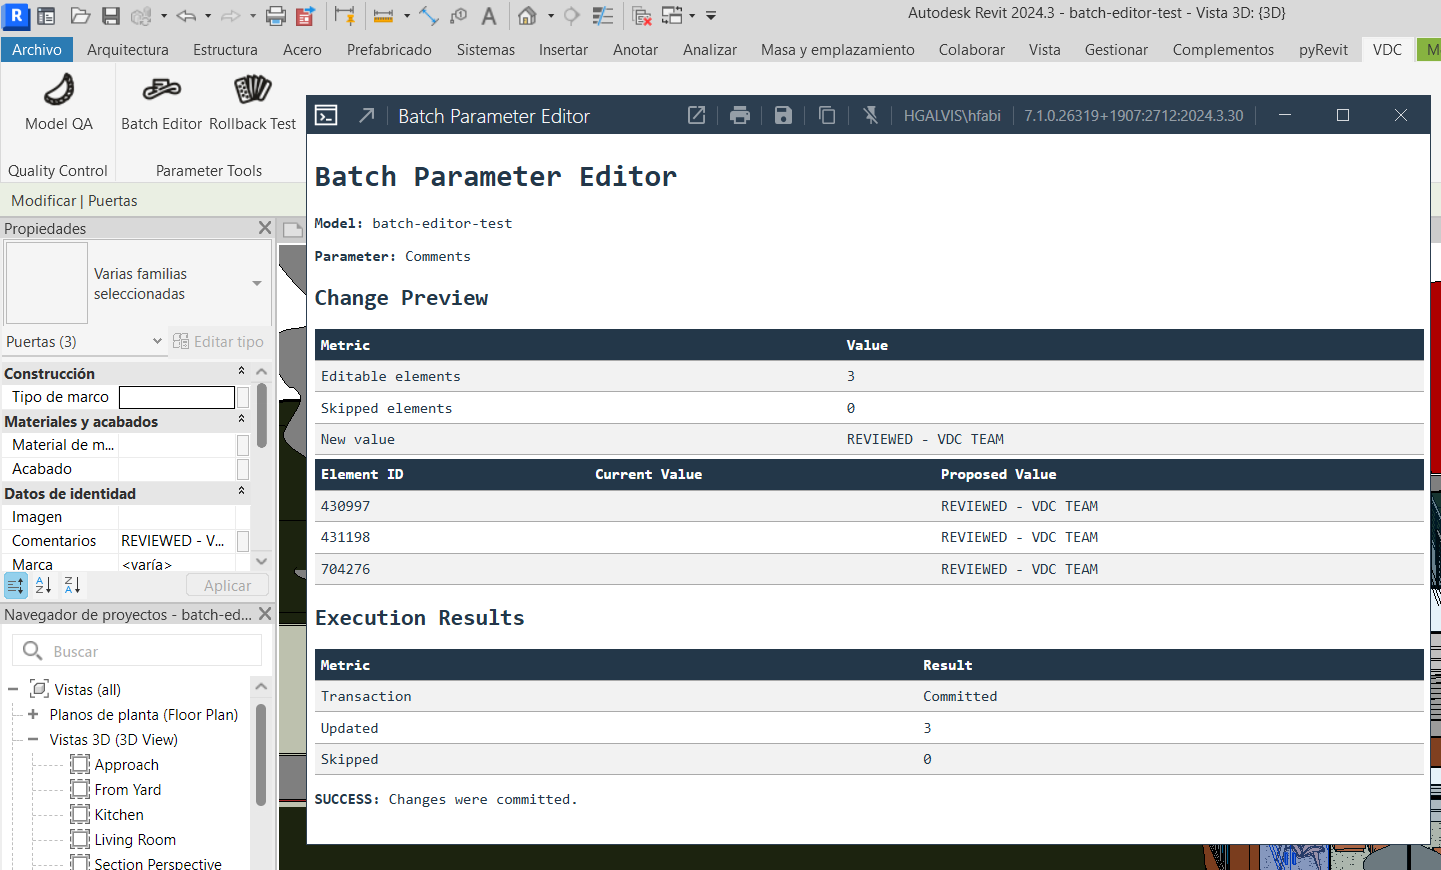 Autodesk Revit 2024.3 - batch-editor-test - Vista 3D: {3D}
Archivo Arquitectura Estructura Acero Prefabricado Sistemas Insertar Anotar Analizar Masa y emplazamiento Colaborar Vista Gestionar Complementos pyRevit VDC M
Model QA
Batch Editor
Rollback Test
Quality Control
Parameter Tools
Modificar | Puertas
Propiedades
Varias familias
seleccionadas
Puertas (3)
Editar tipo
Construcción
Tipo de marco
Materiales y acabados
Material de m...
Acabado
Datos de identidad
Imagen
Comentarios REVIEWED - V...
Marca <varía>
Aplicar
Navegador de proyectos - batch-ed...
Buscar
Vistas (all)
Planos de planta (Floor Plan)
Vistas 3D (3D View)
Approach
From Yard
Kitchen
Living Room
Section Perspective
Batch Parameter Editor
HGALVIS\hfabi
7.1.0.26319+1907:2712:2024.3.30
Batch Parameter Editor
Model: batch-editor-test
Parameter: Comments
Change Preview
Metric Value
Editable elements 3
Skipped elements 0
New value REVIEWED - VDC TEAM
Element ID Current Value Proposed Value
430997 REVIEWED - VDC TEAM
431198 REVIEWED - VDC TEAM
704276 REVIEWED - VDC TEAM
Execution Results
Metric Result
Transaction Committed
Updated 3
Skipped 0
SUCCESS: Changes were committed.